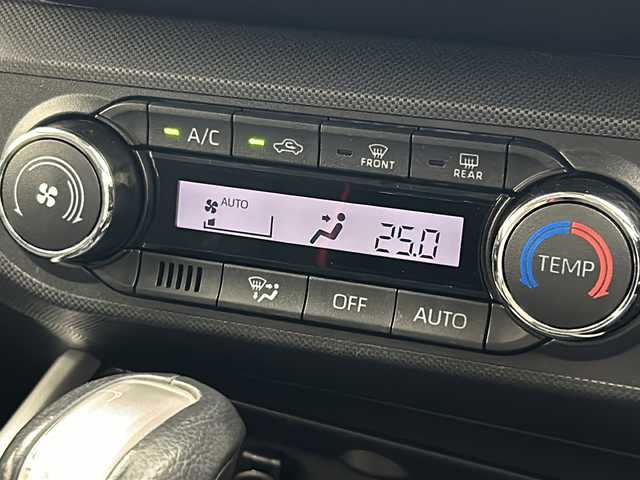 A/C
FRONT
REAR
AUTO
25.0
TEMP
OFF
AUTO